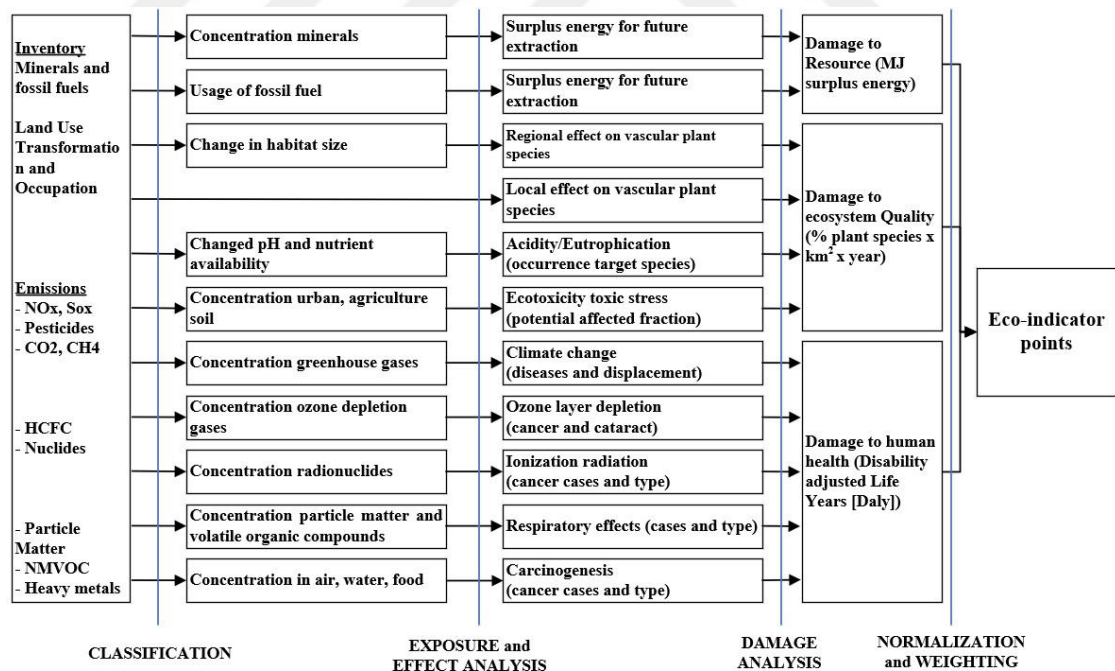 Inventory
Minerals and
fossil fuels
Land Use
Transformatio
n and
Occupation
Emissions
- NOx, Sox
- Pesticides
- CO2, CH4
- HCFC
- Nuclides
- Particle
Matter
- NMVOC
- Heavy metals
Concentration minerals
Usage of fossil fuel
Change in habitat size
Changed pH and nutrient
availability
Concentration urban, agriculture
soil
Concentration greenhouse gases
Concentration ozone depletion
gases
Concentration radionuclides
Concentration particle matter and
volatile organic compounds
Concentration in air, water, food
Surplus energy for future
extraction
Surplus energy for future
extraction
Regional effect on vascular plant
species
Local effect on vascular plant
species
Acidity/Eutrophication
(occurrence target species)
Ecotoxicity toxic stress
(potential affected fraction)
Climate change
(diseases and displacement)
Ozone layer depletion
(cancer and cataract)
Ionization radiation
(cancer cases and type)
Respiratory effects (cases and type)
Carcinogenesis
(cancer cases and type)
Damage to
Resource (MJ
surplus energy)
Damage to
ecosystem Quality
(% plant species x
km² x year)
Damage to human
health (Disability
adjusted Life
Years [Daly])
Eco-indicator
points
CLASSIFICATION
EXPOSURE and
EFFECT ANALYSIS
DAMAGE
ANALYSIS
NORMALIZATION
and WEIGHTING